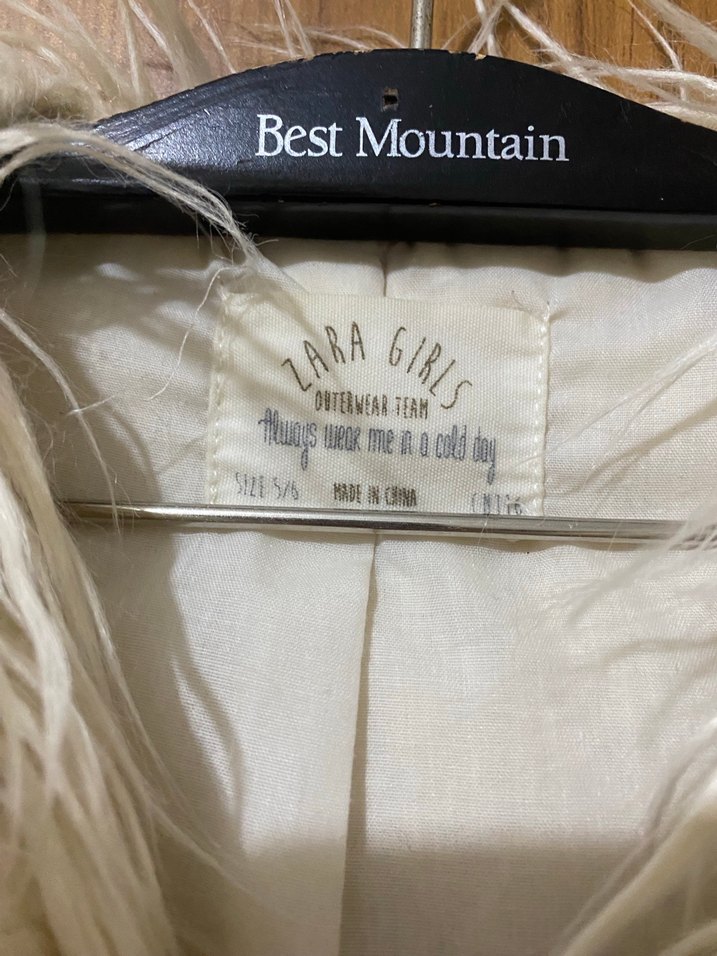 Best Mountain
ZARA GIRLS
OUTERWEAR TEAM
Always wear me in a cold day
SIZE 5/6 MADE IN CHINA